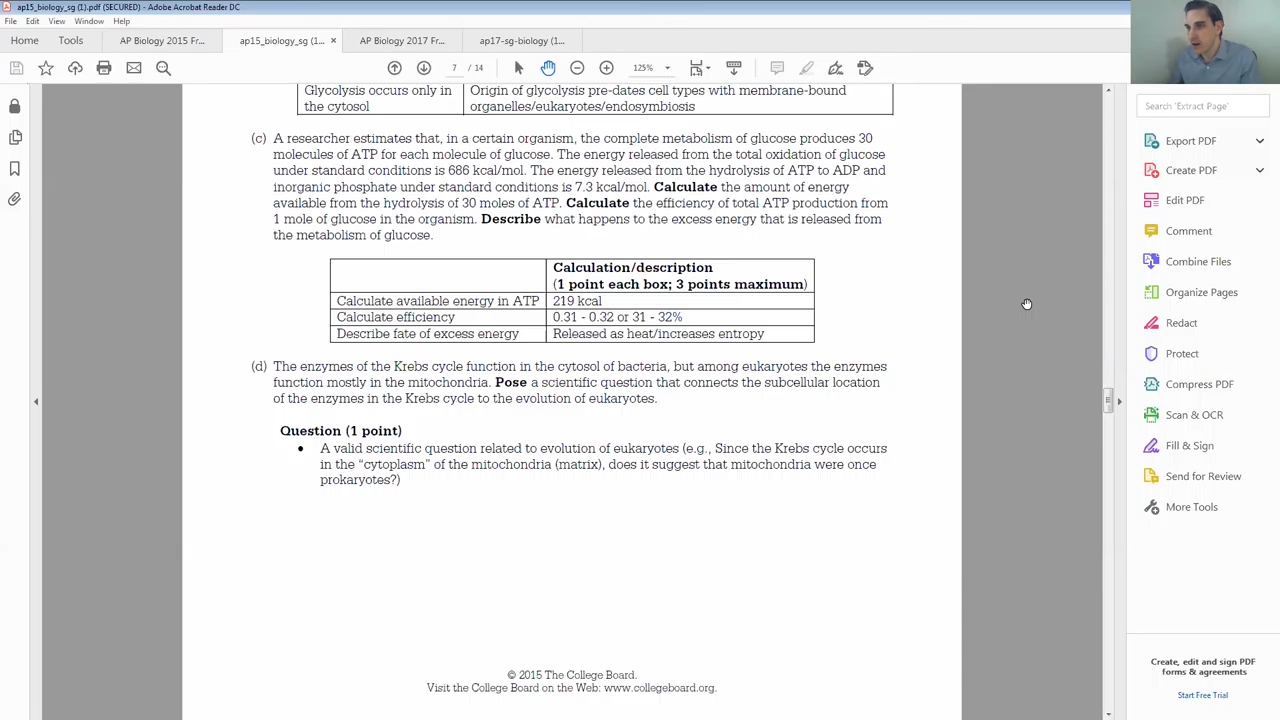 ap15_biology_sg (1).pdf (SECURED) - Adobe Acrobat Reader DC
File Edit View Window Help
Home Tools AP Biology 2015 Fr... ap15_biology_sg (1... × AP Biology 2017 Fr... ap17-sg-biology (1...
7 / 14 125%
Glycolysis occurs only in Origin of glycolysis pre-dates cell types with membrane-bound
the cytosol organelles/eukaryotes/endosymbiosis
(c) A researcher estimates that, in a certain organism, the complete metabolism of glucose produces 30
molecules of ATP for each molecule of glucose. The energy released from the total oxidation of glucose
under standard conditions is 686 kcal/mol. The energy released from the hydrolysis of ATP to ADP and
inorganic phosphate under standard conditions is 7.3 kcal/mol. Calculate the amount of energy
available from the hydrolysis of 30 moles of ATP. Calculate the efficiency of total ATP production from
1 mole of glucose in the organism. Describe what happens to the excess energy that is released from
the metabolism of glucose.
Calculation/description
(1 point each box; 3 points maximum)
Calculate available energy in ATP 219 kcal
Calculate efficiency 0.31 - 0.32 or 31 - 32%
Describe fate of excess energy Released as heat/increases entropy
(d) The enzymes of the Krebs cycle function in the cytosol of bacteria, but among eukaryotes the enzymes
function mostly in the mitochondria. Pose a scientific question that connects the subcellular location
of the enzymes in the Krebs cycle to the evolution of eukaryotes.
Question (1 point)
• A valid scientific question related to evolution of eukaryotes (e.g., Since the Krebs cycle occurs
in the “cytoplasm” of the mitochondria (matrix), does it suggest that mitochondria were once
prokaryotes?)
© 2015 The College Board.
Visit the College Board on the Web: www.collegeboard.org.
Search 'Extract Page'
Export PDF
Create PDF
Edit PDF
Comment
Combine Files
Organize Pages
Redact
Protect
Compress PDF
Scan & OCR
Fill & Sign
Send for Review
More Tools
Create, edit and sign PDF
forms & agreements
Start Free Trial